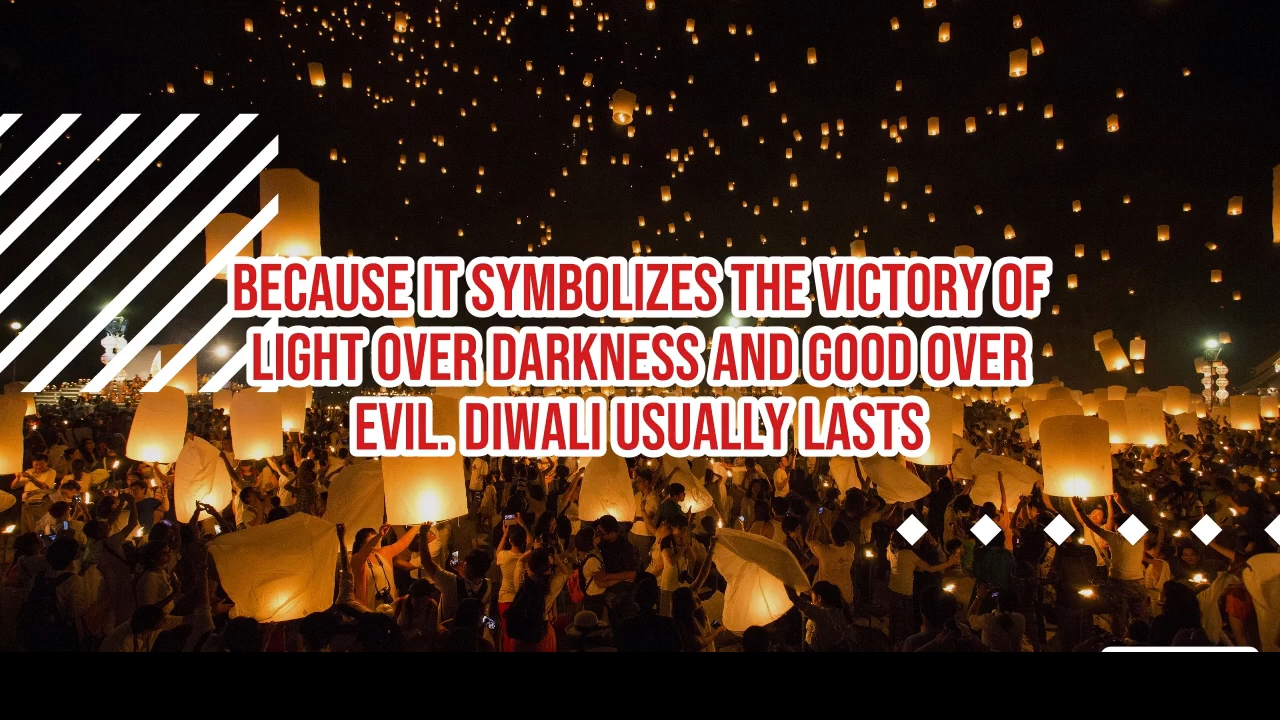 BECAUSE IT SYMBOLIZES THE VICTORY OF
LIGHT OVER DARKNESS AND GOOD OVER
EVIL. DIWALI USUALLY LASTS